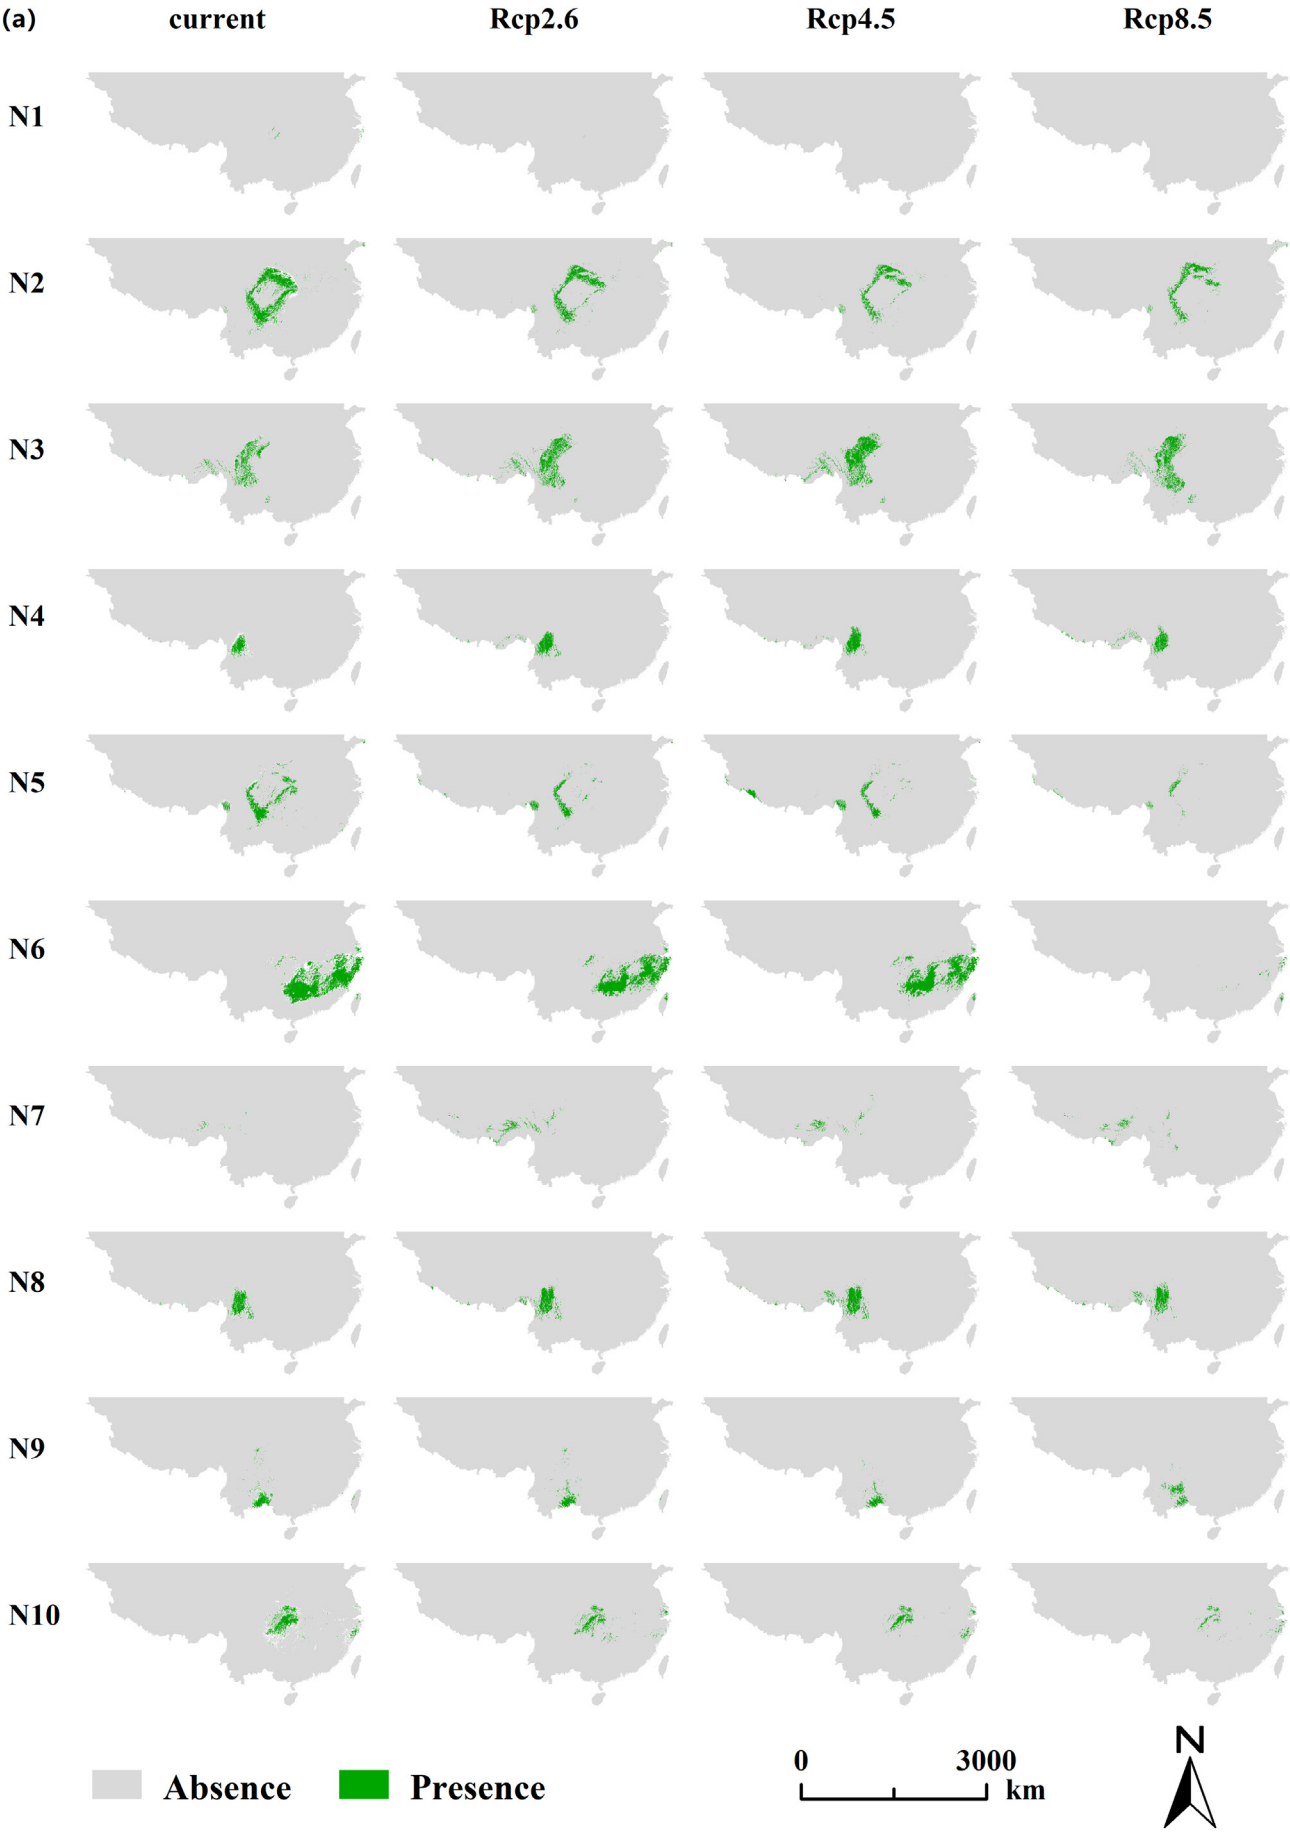 (a) current Rcp2.6 Rcp4.5 Rcp8.5
N1
N2
N3
N4
N5
N6
N7
N8
N9
N10
Absence Presence
0 3000 km
N